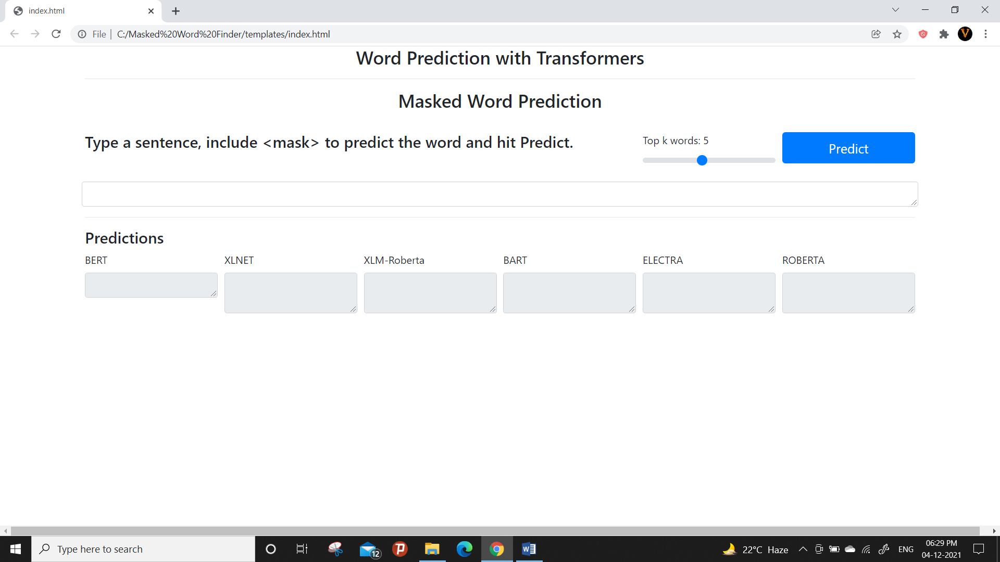 index.html
File | C:/Masked%20Word%20Finder/templates/index.html
Word Prediction with Transformers
Masked Word Prediction
Type a sentence, include <mask> to predict the word and hit Predict.
Top k words: 5
Predict
Predictions
BERT
XLNET
XLM-Roberta
BART
ELECTRA
ROBERTA
Type here to search
12
22°C Haze
ENG
06:29 PM
04-12-2021